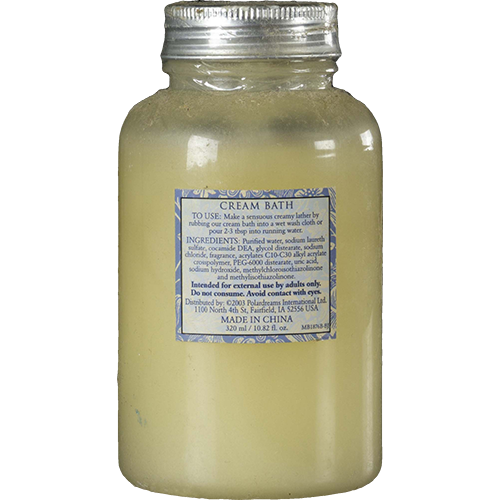 CREAM BATH
TO USE: Make a sensuous creamy lather by
rubbing our cream bath into a wet wash cloth or
pour 2-3 tbsp into running water.
INGREDIENTS: Purified water, sodium laureth
sulfate, cocamide DEA, glycol distearate, sodium
chloride, fragrance, acrylates C10-C30 alkyl acrylate
crospolymer, PEG-6000 distearate, uric acid,
sodium hydroxide, methylchloroisothiazolinone
and methylisothiazolinone
Intended for external use by adults only.
Do not consume. Avoid contact with eyes.
Distributed by: ©2003 Polardreams International Ltd.
1100 North 4th St, Fairfield, IA 52556 USA
MADE IN CHINA
320 ml / 10.82 fl. oz.